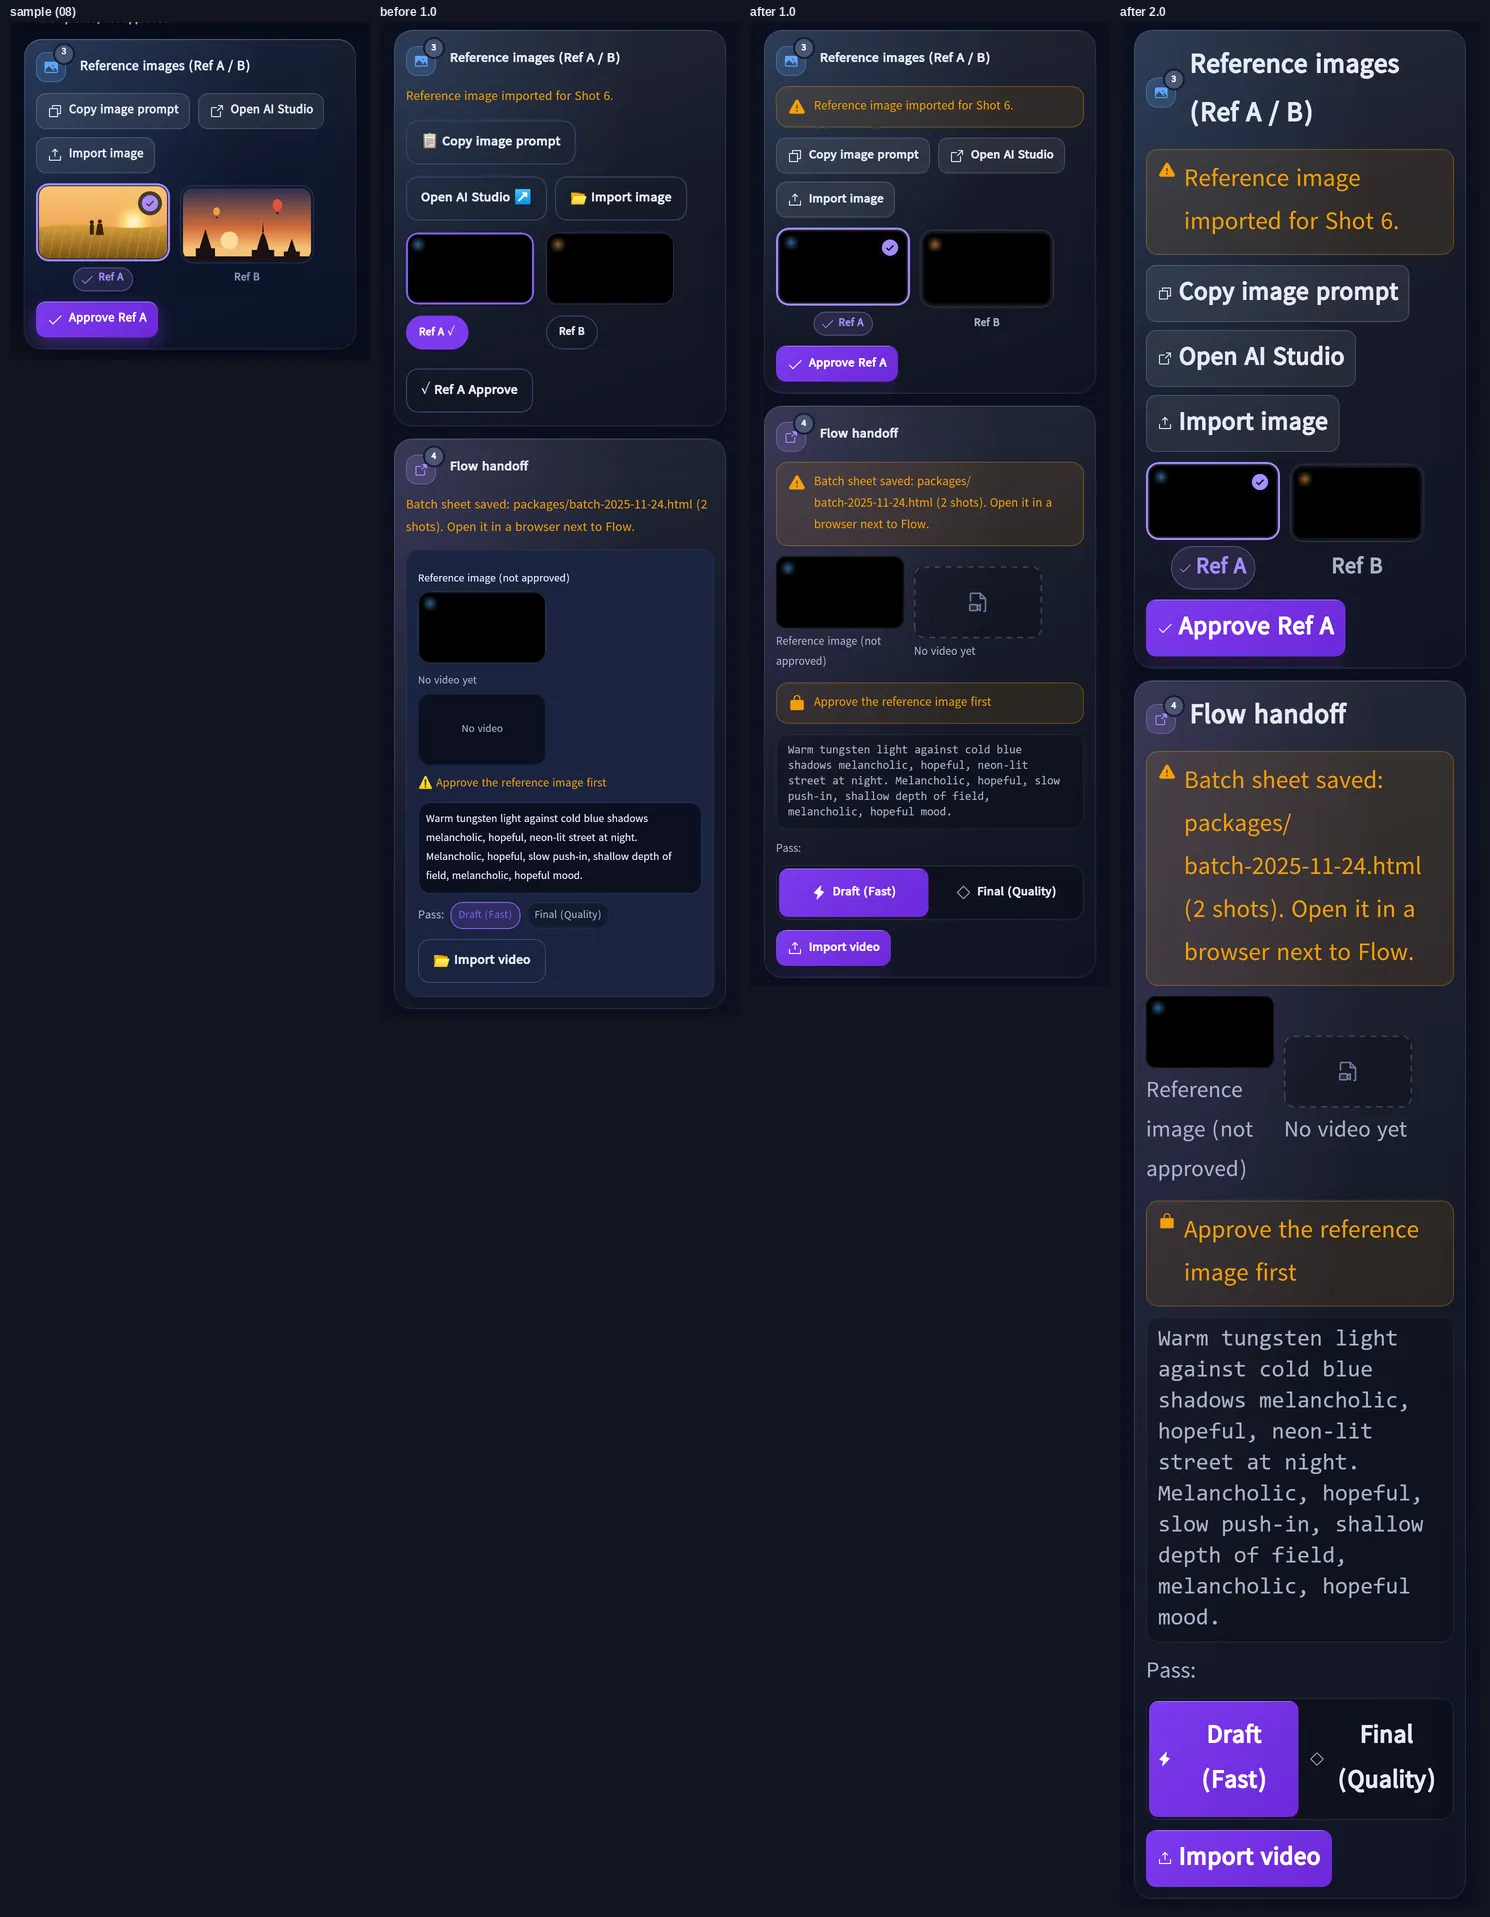 sample (08)
3
Reference images (Ref A / B)
Copy image prompt
Open AI Studio
Import image
Ref A
Ref B
Approve Ref A
before 1.0
3
Reference images (Ref A / B)
Reference image imported for Shot 6.
Copy image prompt
Open AI Studio
Import image
Ref A √
Ref B
√ Ref A Approve
4
Flow handoff
Batch sheet saved: packages/batch-2025-11-24.html (2
shots). Open it in a browser next to Flow.
Reference image (not approved)
No video yet
No video
Approve the reference image first
Warm tungsten light against cold blue shadows
melancholic, hopeful, neon-lit street at night.
Melancholic, hopeful, slow push-in, shallow depth of
field, melancholic, hopeful mood.
Pass:
Draft (Fast)
Final (Quality)
Import video
after 1.0
3
Reference images (Ref A / B)
Reference image imported for Shot 6.
Copy image prompt
Open AI Studio
Import image
Ref A
Ref B
Approve Ref A
4
Flow handoff
Batch sheet saved: packages/
batch-2025-11-24.html (2 shots). Open it in a
browser next to Flow.
Reference image (not
approved)
No video yet
Approve the reference image first
Warm tungsten light against cold blue
shadows melancholic, hopeful, neon-lit
street at night. Melancholic, hopeful, slow
push-in, shallow depth of field,
melancholic, hopeful mood.
Pass:
Draft (Fast)
Final (Quality)
Import video
after 2.0
3
Reference images
(Ref A / B)
Reference image
imported for Shot 6.
Copy image prompt
Open AI Studio
Import image
Ref A
Ref B
Approve Ref A
4
Flow handoff
Batch sheet saved:
packages/
batch-2025-11-24.html
(2 shots). Open it in a
browser next to Flow.
Reference
image (not
approved)
No video yet
Approve the reference
image first
Warm tungsten light
against cold blue
shadows melancholic,
hopeful, neon-lit
street at night.
Melancholic, hopeful,
slow push-in, shallow
depth of field,
melancholic, hopeful
mood.
Pass:
Draft
(Fast)
Final
(Quality)
Import video